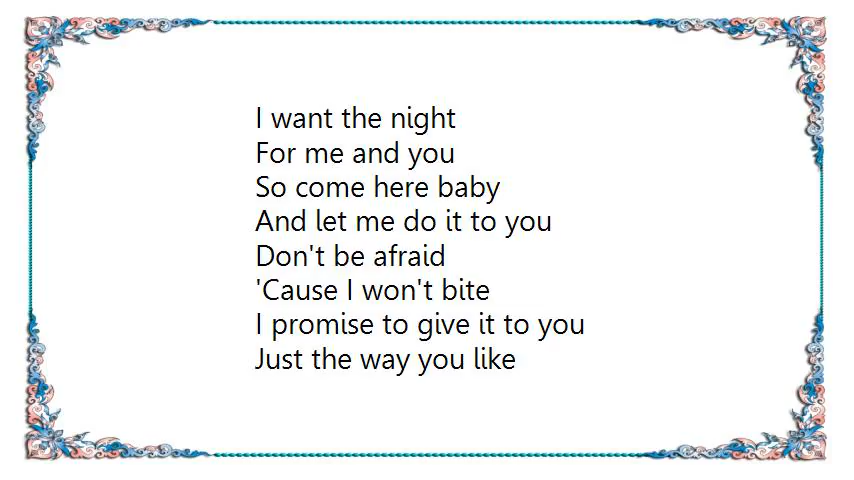 I want the night
For me and you
So come here baby
And let me do it to you
Don't be afraid
'Cause I won't bite
I promise to give it to you
Just the way you like